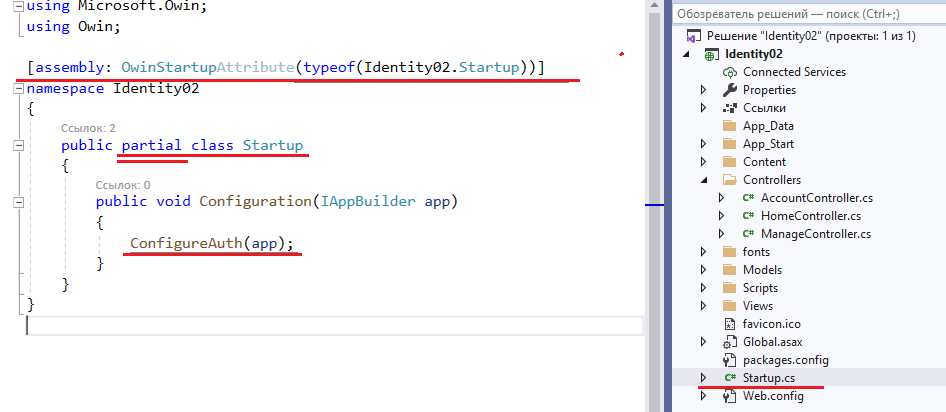 using Microsoft.Owin;
using Owin;
[assembly: OwinStartupAttribute(typeof(Identity02.Startup))]
namespace Identity02
{
Ссылок: 2
public partial class Startup
{
Ссылок: 0
public void Configuration(IAppBuilder app)
{
ConfigureAuth(app);
}
}
}
Обозреватель решений — поиск (Ctrl+;)
Решение "Identity02" (проекты: 1 из 1)
Identity02
Connected Services
Properties
Ссылки
App_Data
App_Start
Content
Controllers
C# AccountController.cs
C# HomeController.cs
C# ManageController.cs
fonts
Models
Scripts
Views
favicon.ico
Global.asax
packages.config
C# Startup.cs
Web.config